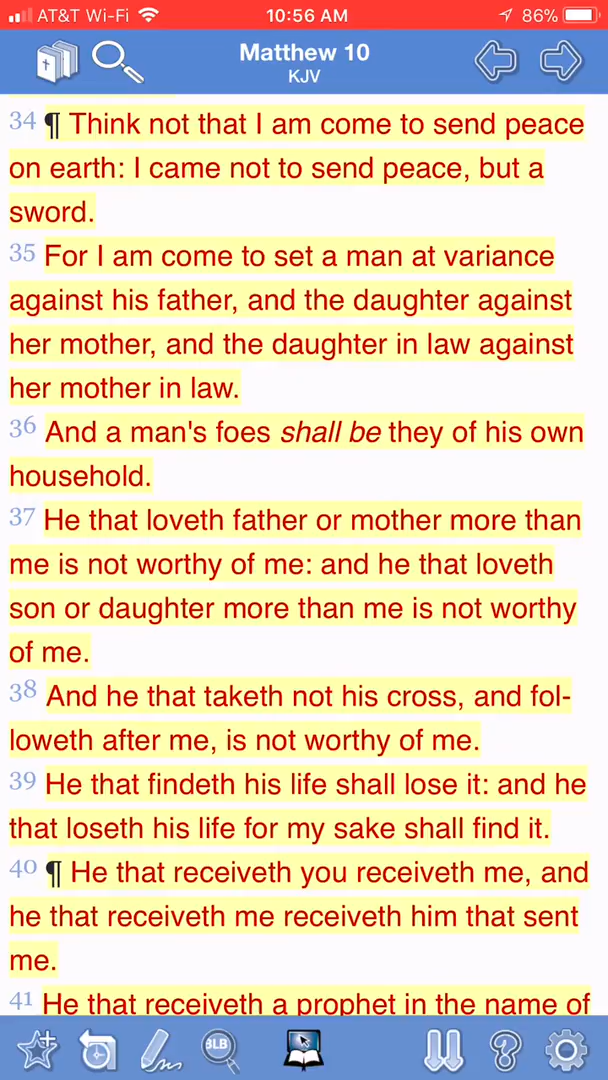 AT&T Wi-Fi 10:56 AM 86%
Matthew 10
KJV
34 ¶ Think not that I am come to send peace
on earth: I came not to send peace, but a
sword.
35 For I am come to set a man at variance
against his father, and the daughter against
her mother, and the daughter in law against
her mother in law.
36 And a man's foes shall be they of his own
household.
37 He that loveth father or mother more than
me is not worthy of me: and he that loveth
son or daughter more than me is not worthy
of me.
38 And he that taketh not his cross, and fol-
loweth after me, is not worthy of me.
39 He that findeth his life shall lose it: and he
that loseth his life for my sake shall find it.
40 ¶ He that receiveth you receiveth me, and
he that receiveth me receiveth him that sent
me.
41 He that receiveth a prophet in the name of
BLB